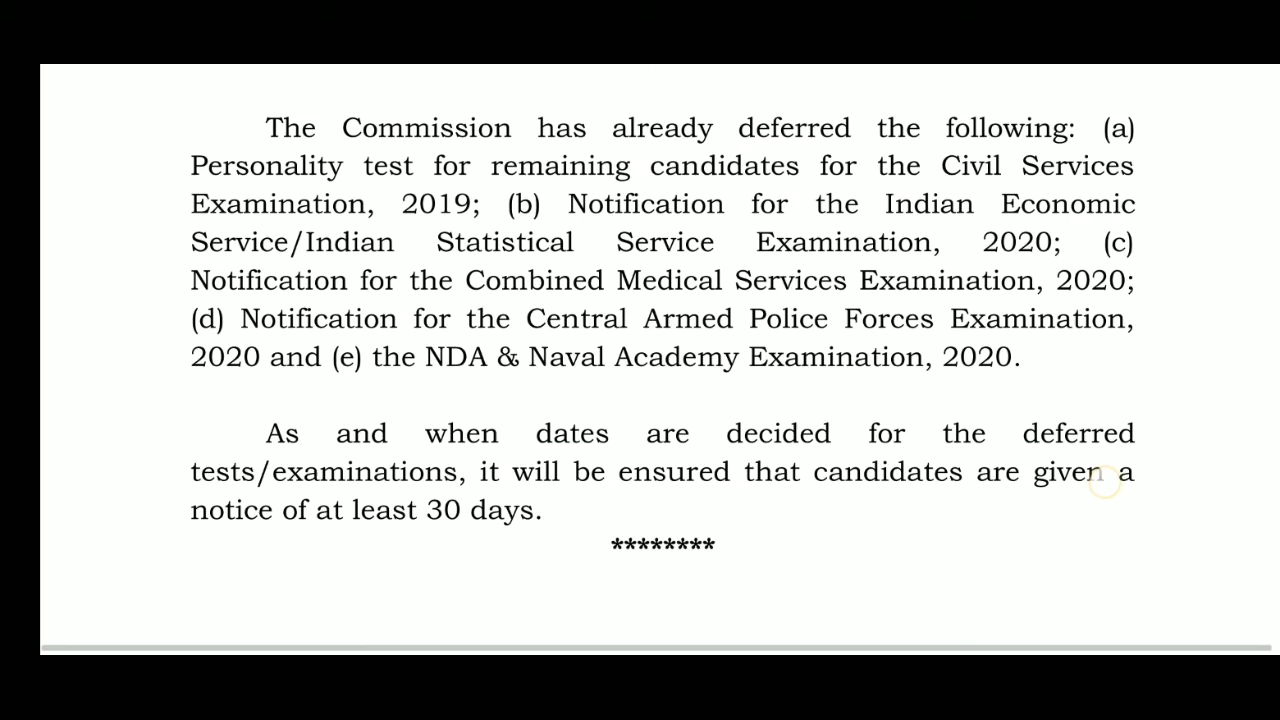 The Commission has already deferred the following: (a)
Personality test for remaining candidates for the Civil Services
Examination, 2019; (b) Notification for the Indian Economic
Service/Indian Statistical Service Examination, 2020; (c)
Notification for the Combined Medical Services Examination, 2020;
(d) Notification for the Central Armed Police Forces Examination,
2020 and (e) the NDA & Naval Academy Examination, 2020.
As and when dates are decided for the deferred
tests/examinations, it will be ensured that candidates are given a
notice of at least 30 days.
********